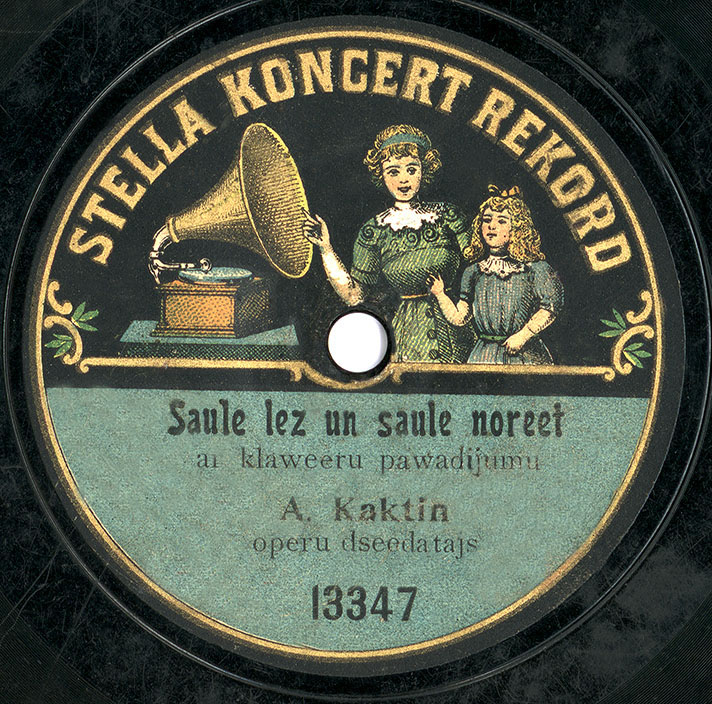 STELLA KONCERT REKORD
Saule lez un saule noreet
ar klaweeru pawadijumu
A. Kaktin
operu dseedatajs
13347